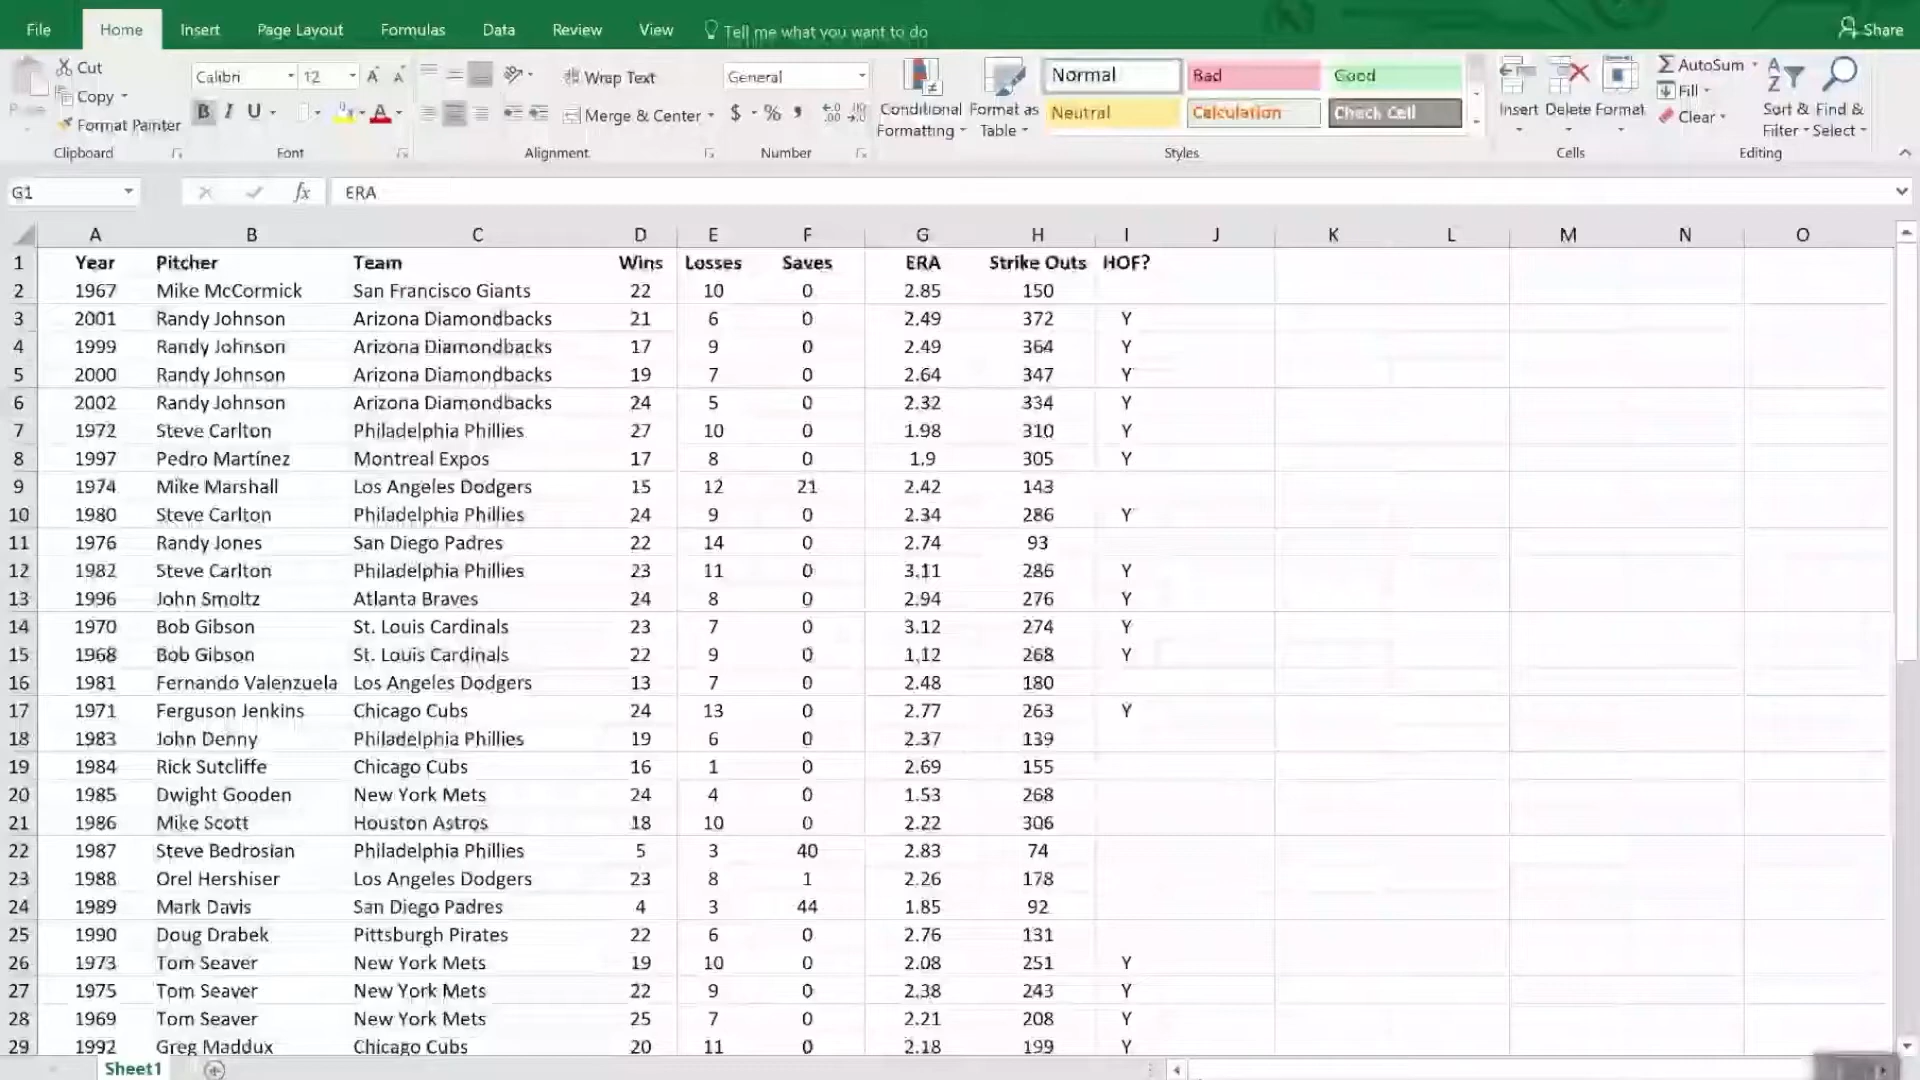 File Home Insert Page Layout Formulas Data Review View Tell me what you want to do Share
Cut Calibri 12 Wrap Text General Normal Bad Good AutoSum
Copy Fill
Conditional Format as Insert Delete Format Sort & Find &
B I U Merge & Center $ % Neutral Calculation Check Cell Clear
Format Painter Formatting Table Filter Select
Clipboard Font Alignment Number Styles Cells Editing
G1 fx ERA
A B C D E F G H I J K L M N O
1 Year Pitcher Team Wins Losses Saves ERA Strike Outs HOF?
2 1967 Mike McCormick San Francisco Giants 22 10 0 2.85 150
3 2001 Randy Johnson Arizona Diamondbacks 21 6 0 2.49 372 Y
4 1999 Randy Johnson Arizona Diamondbacks 17 9 0 2.49 364 Y
5 2000 Randy Johnson Arizona Diamondbacks 19 7 0 2.64 347 Y
6 2002 Randy Johnson Arizona Diamondbacks 24 5 0 2.32 334 Y
7 1972 Steve Carlton Philadelphia Phillies 27 10 0 1.98 310 Y
8 1997 Pedro Martínez Montreal Expos 17 8 0 1.9 305 Y
9 1974 Mike Marshall Los Angeles Dodgers 15 12 21 2.42 143
10 1980 Steve Carlton Philadelphia Phillies 24 9 0 2.34 286 Y
11 1976 Randy Jones San Diego Padres 22 14 0 2.74 93
12 1982 Steve Carlton Philadelphia Phillies 23 11 0 3.11 286 Y
13 1996 John Smoltz Atlanta Braves 24 8 0 2.94 276 Y
14 1970 Bob Gibson St. Louis Cardinals 23 7 0 3.12 274 Y
15 1968 Bob Gibson St. Louis Cardinals 22 9 0 1.12 268 Y
16 1981 Fernando Valenzuela Los Angeles Dodgers 13 7 0 2.48 180
17 1971 Ferguson Jenkins Chicago Cubs 24 13 0 2.77 263 Y
18 1983 John Denny Philadelphia Phillies 19 6 0 2.37 139
19 1984 Rick Sutcliffe Chicago Cubs 16 1 0 2.69 155
20 1985 Dwight Gooden New York Mets 24 4 0 1.53 268
21 1986 Mike Scott Houston Astros 18 10 0 2.22 306
22 1987 Steve Bedrosian Philadelphia Phillies 5 3 40 2.83 74
23 1988 Orel Hershiser Los Angeles Dodgers 23 8 1 2.26 178
24 1989 Mark Davis San Diego Padres 4 3 44 1.85 92
25 1990 Doug Drabek Pittsburgh Pirates 22 6 0 2.76 131
26 1973 Tom Seaver New York Mets 19 10 0 2.08 251 Y
27 1975 Tom Seaver New York Mets 22 9 0 2.38 243 Y
28 1969 Tom Seaver New York Mets 25 7 0 2.21 208 Y
29 1992 Greg Maddux Chicago Cubs 20 11 0 2.18 199 Y
Sheet1